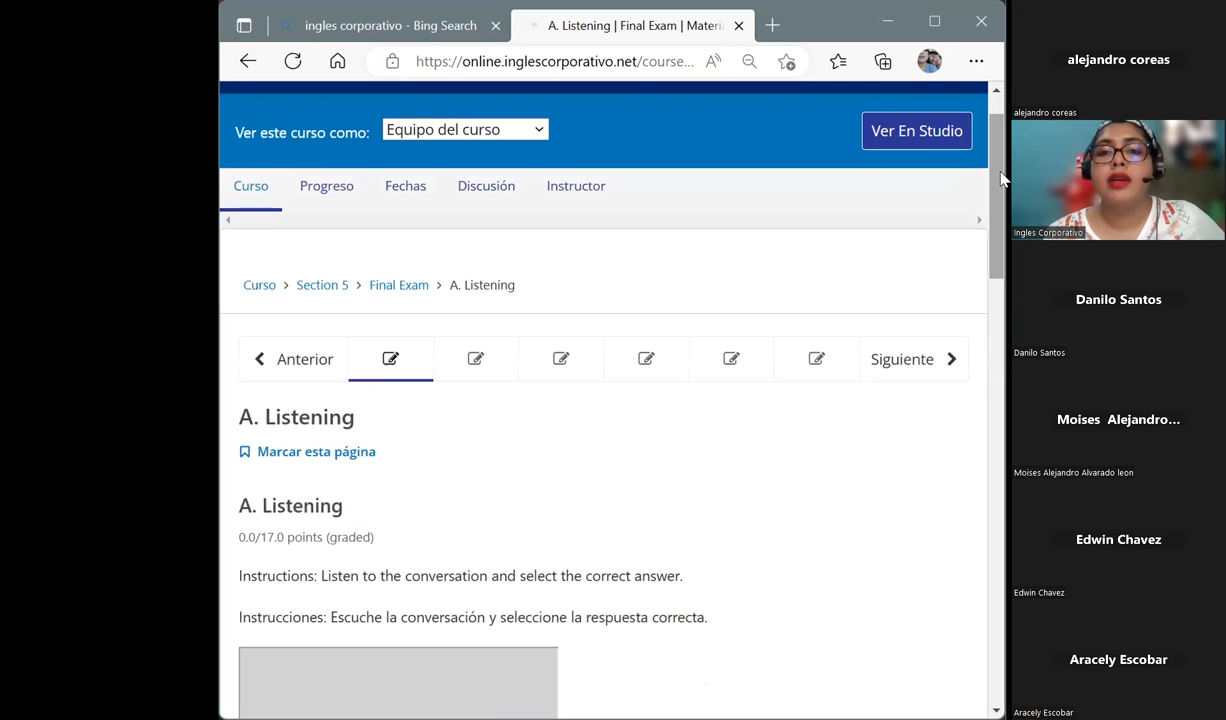 ingles corporativo - Bing Search
A. Listening | Final Exam | Materia
https://online.inglescorporativo.net/course...
Ver este curso como:
Equipo del curso
Ver En Studio
Curso
Progreso
Fechas
Discusión
Instructor
Curso > Section 5 > Final Exam > A. Listening
Anterior
Siguiente
A. Listening
Marcar esta página
A. Listening
0.0/17.0 points (graded)
Instructions: Listen to the conversation and select the correct answer.
Instrucciones: Escuche la conversación y seleccione la respuesta correcta.
alejandro coreas
alejandro coreas
Ingles Corporativo
Danilo Santos
Danilo Santos
Moises Alejandro...
Moises Alejandro Alvarado leon
Edwin Chavez
Edwin Chavez
Aracely Escobar
Aracely Escobar